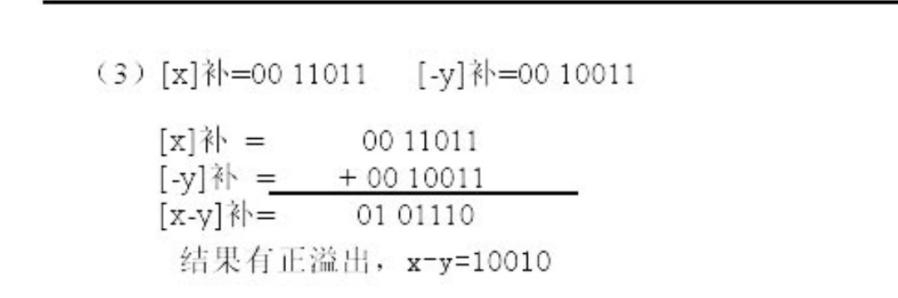 （3）[x]补=00 11011 [-y]补=00 10011
[x]补 = 00 11011
[-y]补 = + 00 10011
[x-y]补= 01 01110
结果有正溢出，x-y=10010